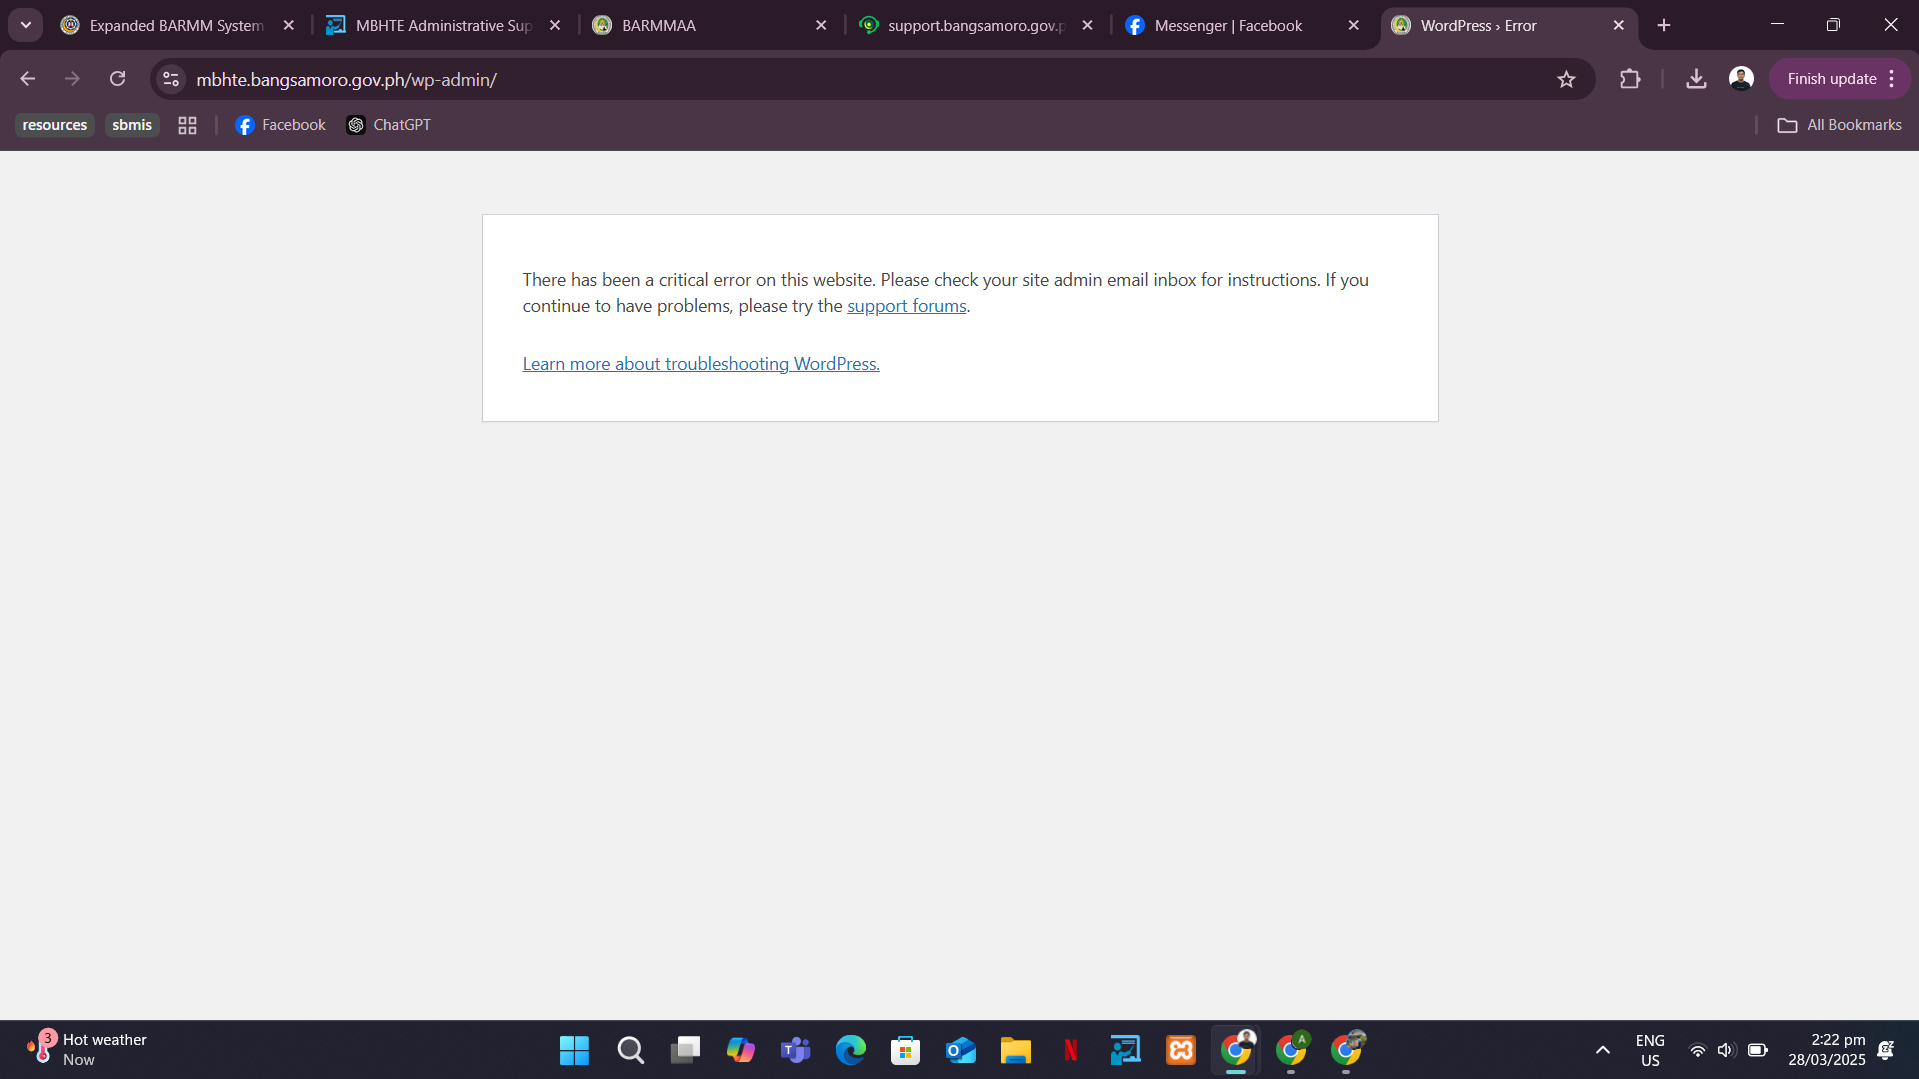 Expanded BARMM System
MBHTE Administrative Sup
BARMMAA
support.bangsamoro.gov.p
Messenger | Facebook
WordPress › Error
mbhte.bangsamoro.gov.ph/wp-admin/
Finish update
resources
sbmis
Facebook
ChatGPT
All Bookmarks
There has been a critical error on this website. Please check your site admin email inbox for instructions. If you
continue to have problems, please try the support forums.
Learn more about troubleshooting WordPress.
3
Hot weather
Now
A
ENG
US
2:22 pm
28/03/2025